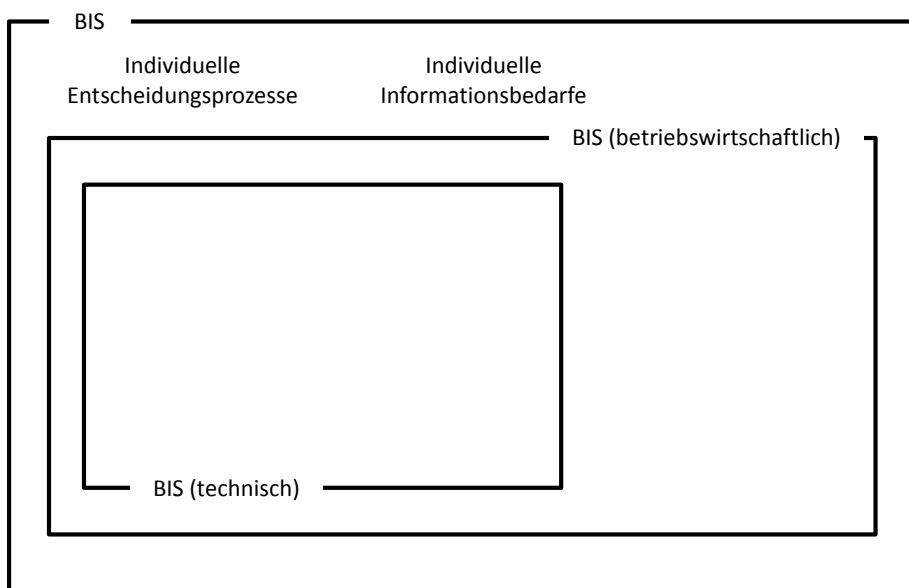 BIS
Individuelle
Entscheidungsprozesse
Individuelle
Informationsbedarfe
BIS (betriebswirtschaftlich)
BIS (technisch)